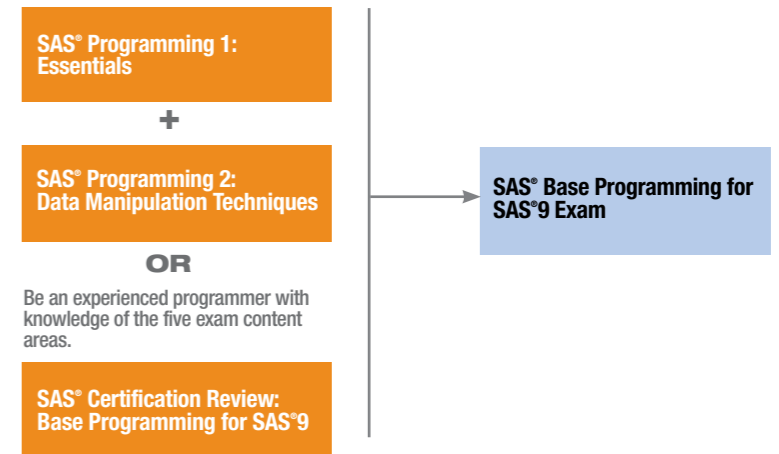 SAS® Programming 1:
Essentials
+
SAS® Programming 2:
Data Manipulation Techniques
OR
Be an experienced programmer with
knowledge of the five exam content
areas.
SAS® Certification Review:
Base Programming for SAS®9
SAS® Base Programming for
SAS®9 Exam